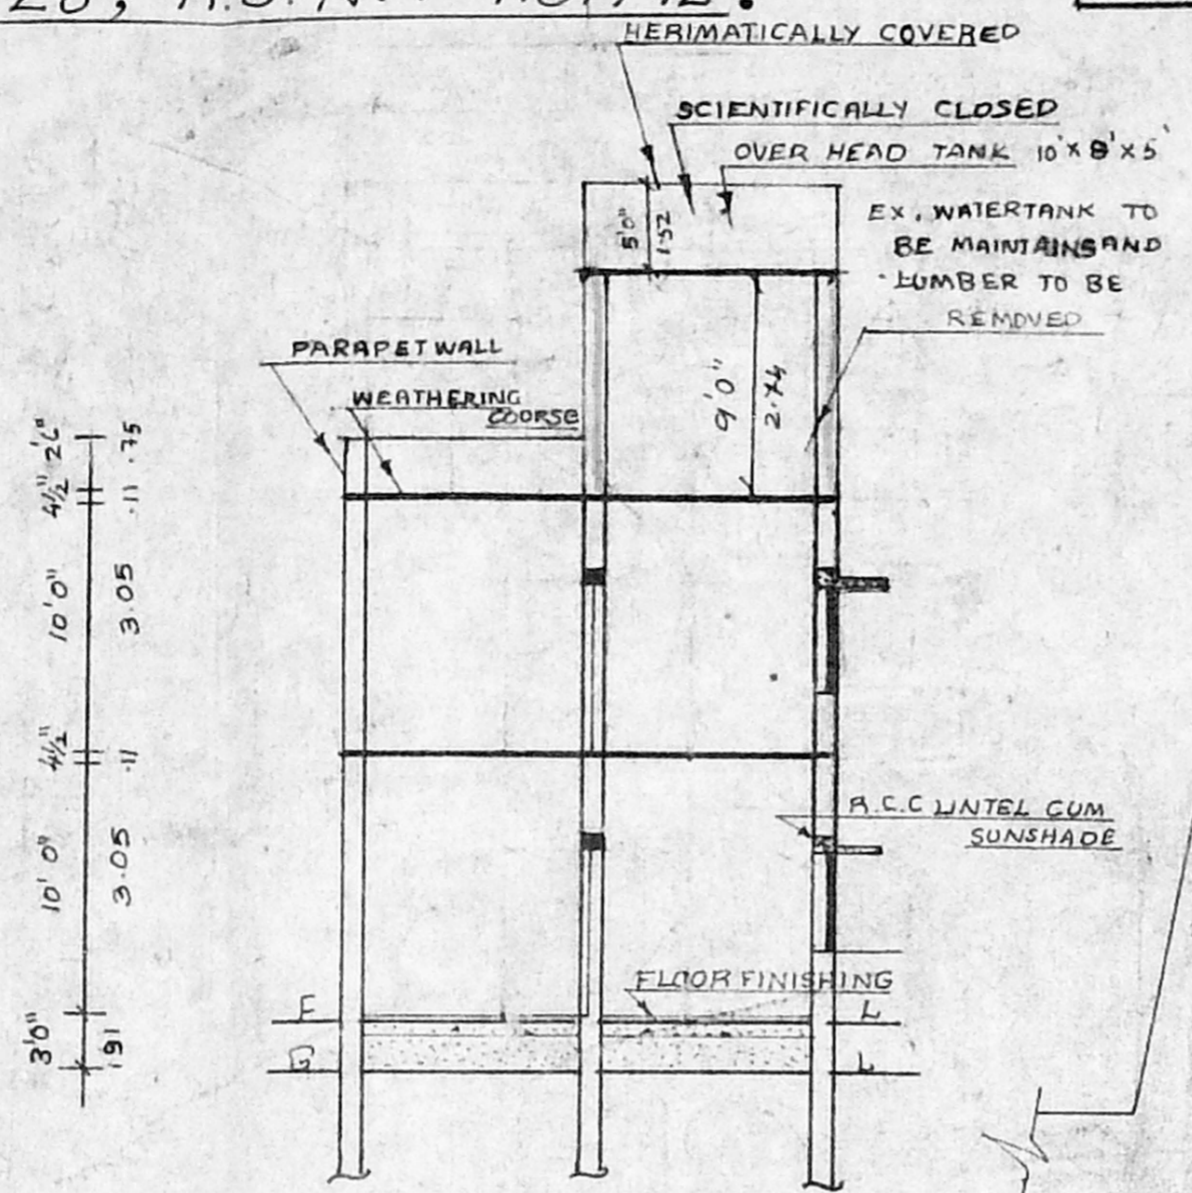 HERIMATICALLY COVERED
SCIENTIFICALLY CLOSED
OVER HEAD TANK 10' x 8' x 5'
EX. WATERTANK TO
BE MAINTAINSAND
LUMBER TO BE
REMOVED
5'0"
1.52
PARAPET WALL
WEATHERING
COORSE
9'0"
2.74
2'6"
.75
4½"
.11
10'0"
3.05
4½"
.11
10'0"
3.05
R.C.C LINTEL CUM
SUNSHADE
FLOOR FINISHING
F L
G L
3'0"
.91